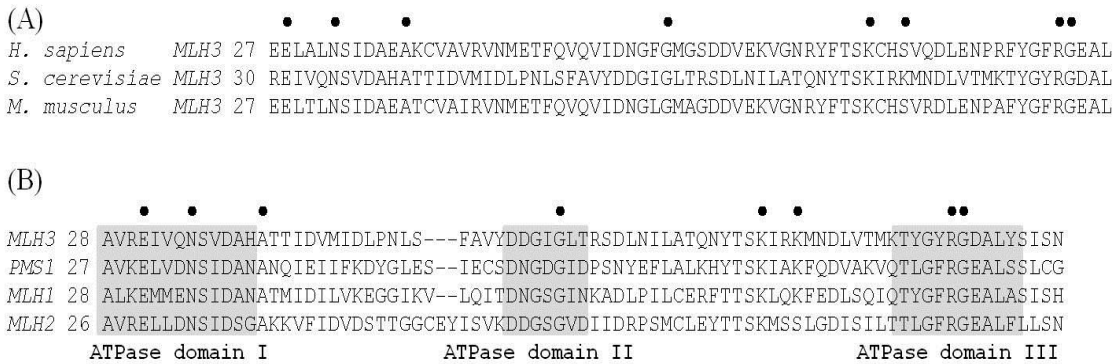 (A)
H. sapiens MLH3 27 EELALNSIDAEAKCVAVRVNMETFQVQVIDNGFGMGSDDVEKVGNRYFTSKCHSVQDLENPRFYGFRGEAL
S. cerevisiae MLH3 30 REIVQNSVDAHATTIDVMIDLPNLSFAVYDDGIGLTRSDLNILATQNYTSKIRKMNDLVTMKTYGYRGDAL
M. musculus MLH3 27 EELTLNSIDAEATCVAIRVNMETFQVQVIDNGLGMAGDDVEKVGNRYFTSKCHSVRDLENPAFYGFRGEAL
(B)
MLH3 28 AVREIVQNSVDAHATTIDVMIDLPNLS---FAVYDDGIGLTRSDLNILATQNYTSKIRKMNDLVTMKTYGYRGDALYSISN
PMS1 27 AVKELVDNSIDANANQIEIIFKDYGLES--IECSDNGDGIDPSNYEFLALKHYTSKIAKFQDVAKVQTLGFRGEALSSLCG
MLH1 28 ALKEMMENSIDANATMIDILVKEGGIKV--LQITDNGSGINKADLPILCERFTTSKLQKFEDLSQIQTYGFRGEALASISH
MLH2 26 AVRELLDNSIDSGAKKVFIDVDSTTGGCEYISVKDDGSGVDIIDRPSMCLEYTTSKMSSLGDISILTTLGFRGEALFLLSN
ATPase domain I ATPase domain II ATPase domain III